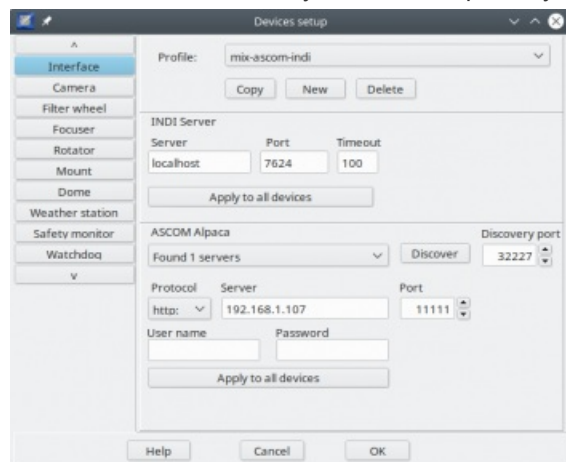 Devices setup
^
Interface
Camera
Filter wheel
Focuser
Rotator
Mount
Dome
Weather station
Safety monitor
Watchdog
v
Profile: mix-ascom-indi
Copy New Delete
INDI Server
Server Port Timeout
localhost 7624 100
Apply to all devices
ASCOM Alpaca Discovery port
Found 1 servers Discover 32227
Protocol Server Port
http: 192.168.1.107 11111
User name Password
Apply to all devices
Help Cancel OK